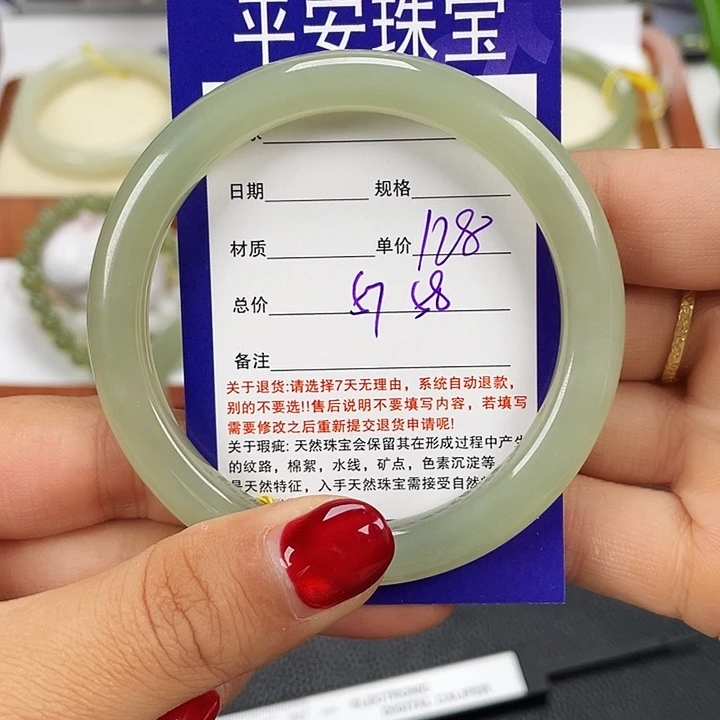 平安珠宝
日期 规格
材质 单价 128
总价 57 58
备注
关于退货:请选择7天无理由，系统自动退款，
别的不要选!!售后说明不要填写内容，若填写
需要修改之后重新提交退货申请呢!
关于瑕疵: 天然珠宝会保留其在形成过程中产生
的纹路，棉絮，水线，矿点，色素沉淀等
是天然特征，入手天然珠宝需接受自然
ELECTRONIC
DIGITAL CALIPER